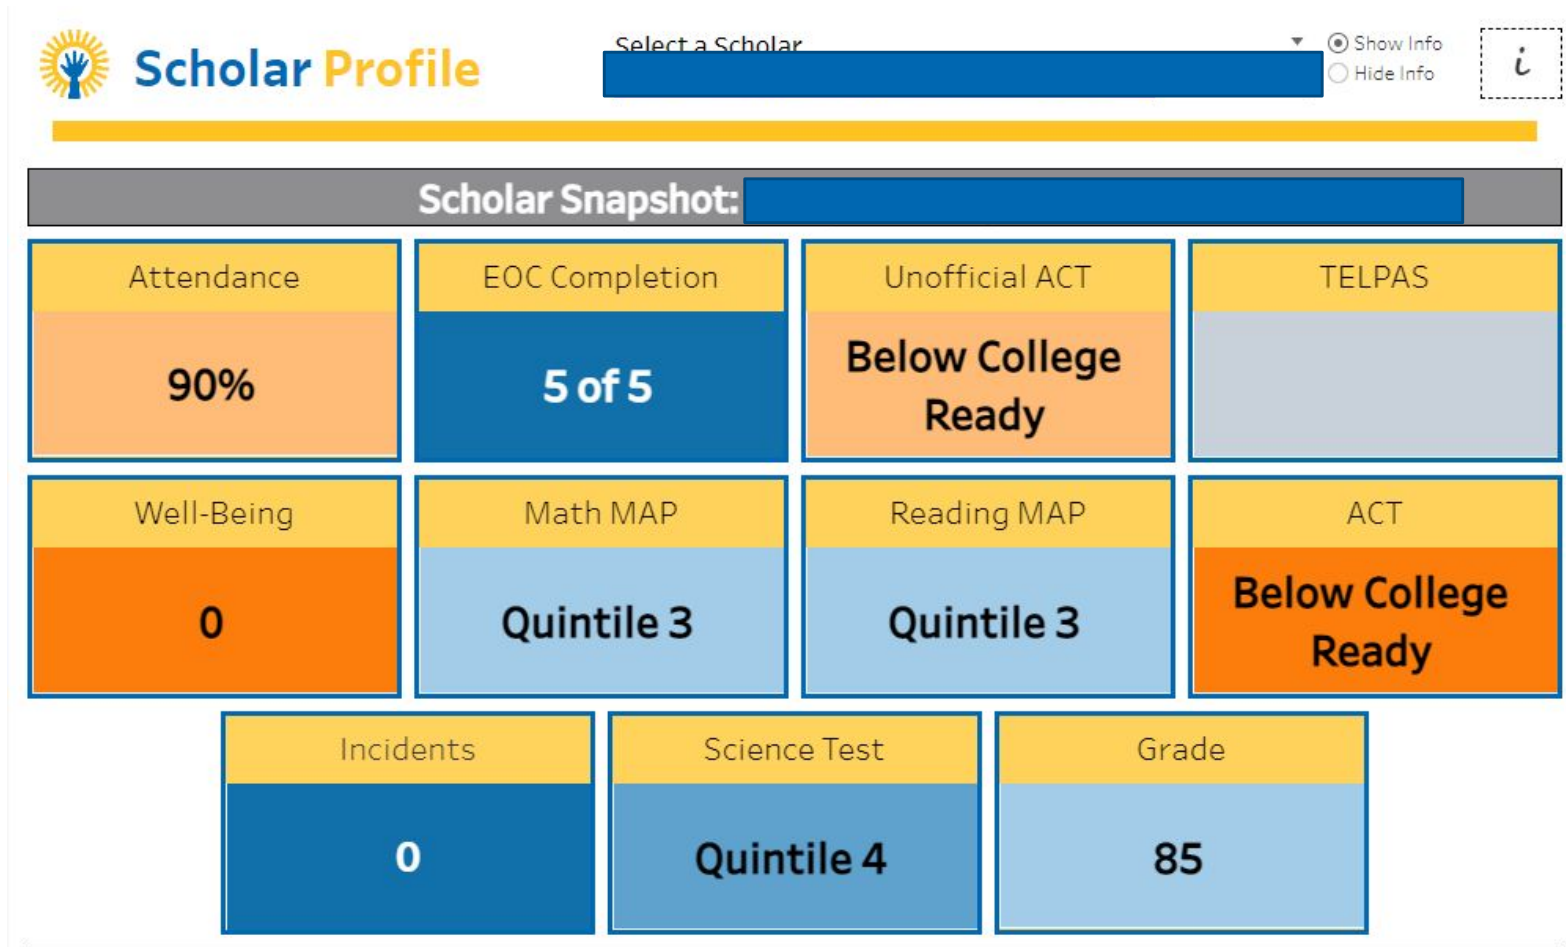 Scholar Profile
Select a Scholar
Show Info
Hide Info
i
Scholar Snapshot:
Attendance
EOC Completion
Unofficial ACT
TELPAS
90%
5 of 5
Below College
Ready
Well-Being
Math MAP
Reading MAP
ACT
0
Quintile 3
Quintile 3
Below College
Ready
Incidents
Science Test
Grade
0
Quintile 4
85